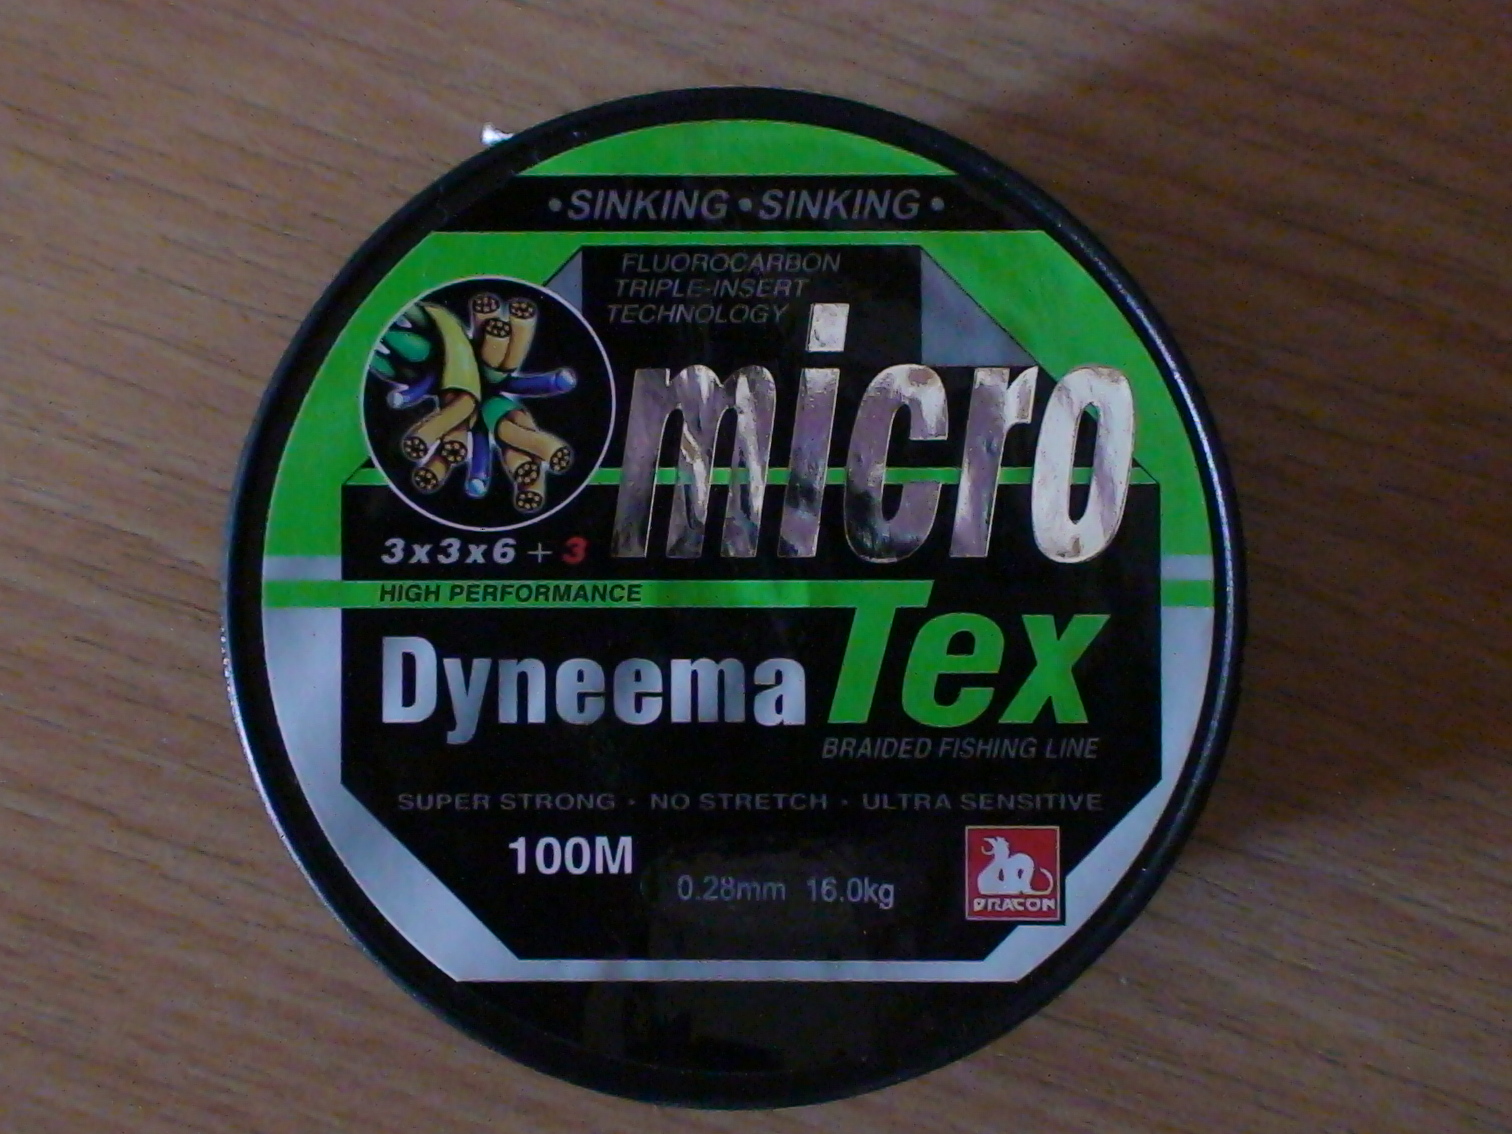 •SINKING•SINKING•
FLUOROCARBON
TRIPLE-INSERT
TECHNOLOGY
micro
3x3x6+3
HIGH PERFORMANCE
Dyneema Tex
BRAIDED FISHING LINE
SUPER STRONG · NO STRETCH · ULTRA SENSITIVE
100M
0.28mm 16.0kg
DRAGON